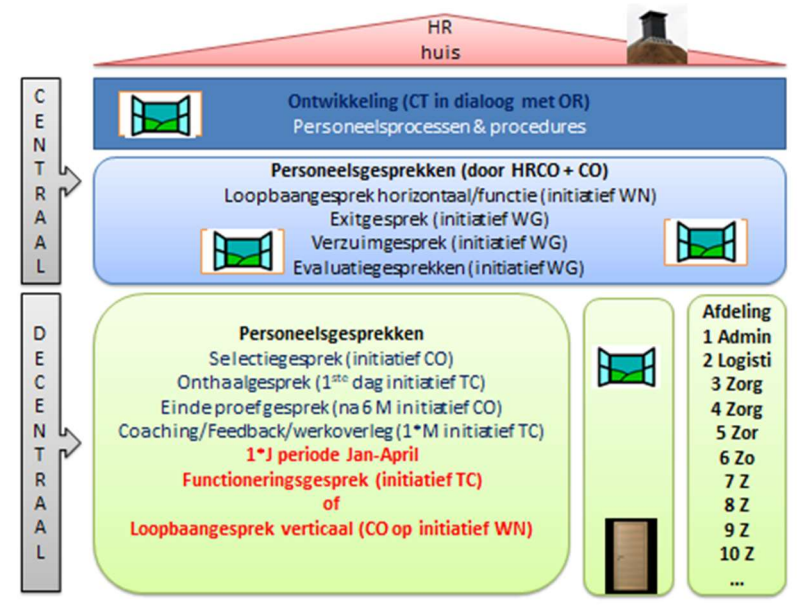 HR
huis
CENTRAAL
Ontwikkeling (CT in dialoog met OR)
Personeelsprocessen & procedures
Personeelsgesprekken (door HRCO + CO)
Loopbaangesprek horizontaal/functie (initiatief WN)
Exitgesprek (initiatief WG)
Verzuimgesprek (initiatief WG)
Evaluatiegesprekken (initiatief WG)
DECENTRAAL
Personeelsgesprekken
Selectiegesprek (initiatief CO)
Onthaalgesprek (1ste dag initiatief TC)
Einde proefgesprek (na 6 M initiatief CO)
Coaching/Feedback/werkoverleg (1*M initiatief TC)
1*J periode Jan-April
Functioneringsgesprek (initiatief TC)
of
Loopbaangesprek verticaal (CO op initiatief WN)
Afdeling
1 Admin
2 Logisti
3 Zorg
4 Zorg
5 Zor
6 Zo
7 Z
8 Z
9 Z
10 Z
...